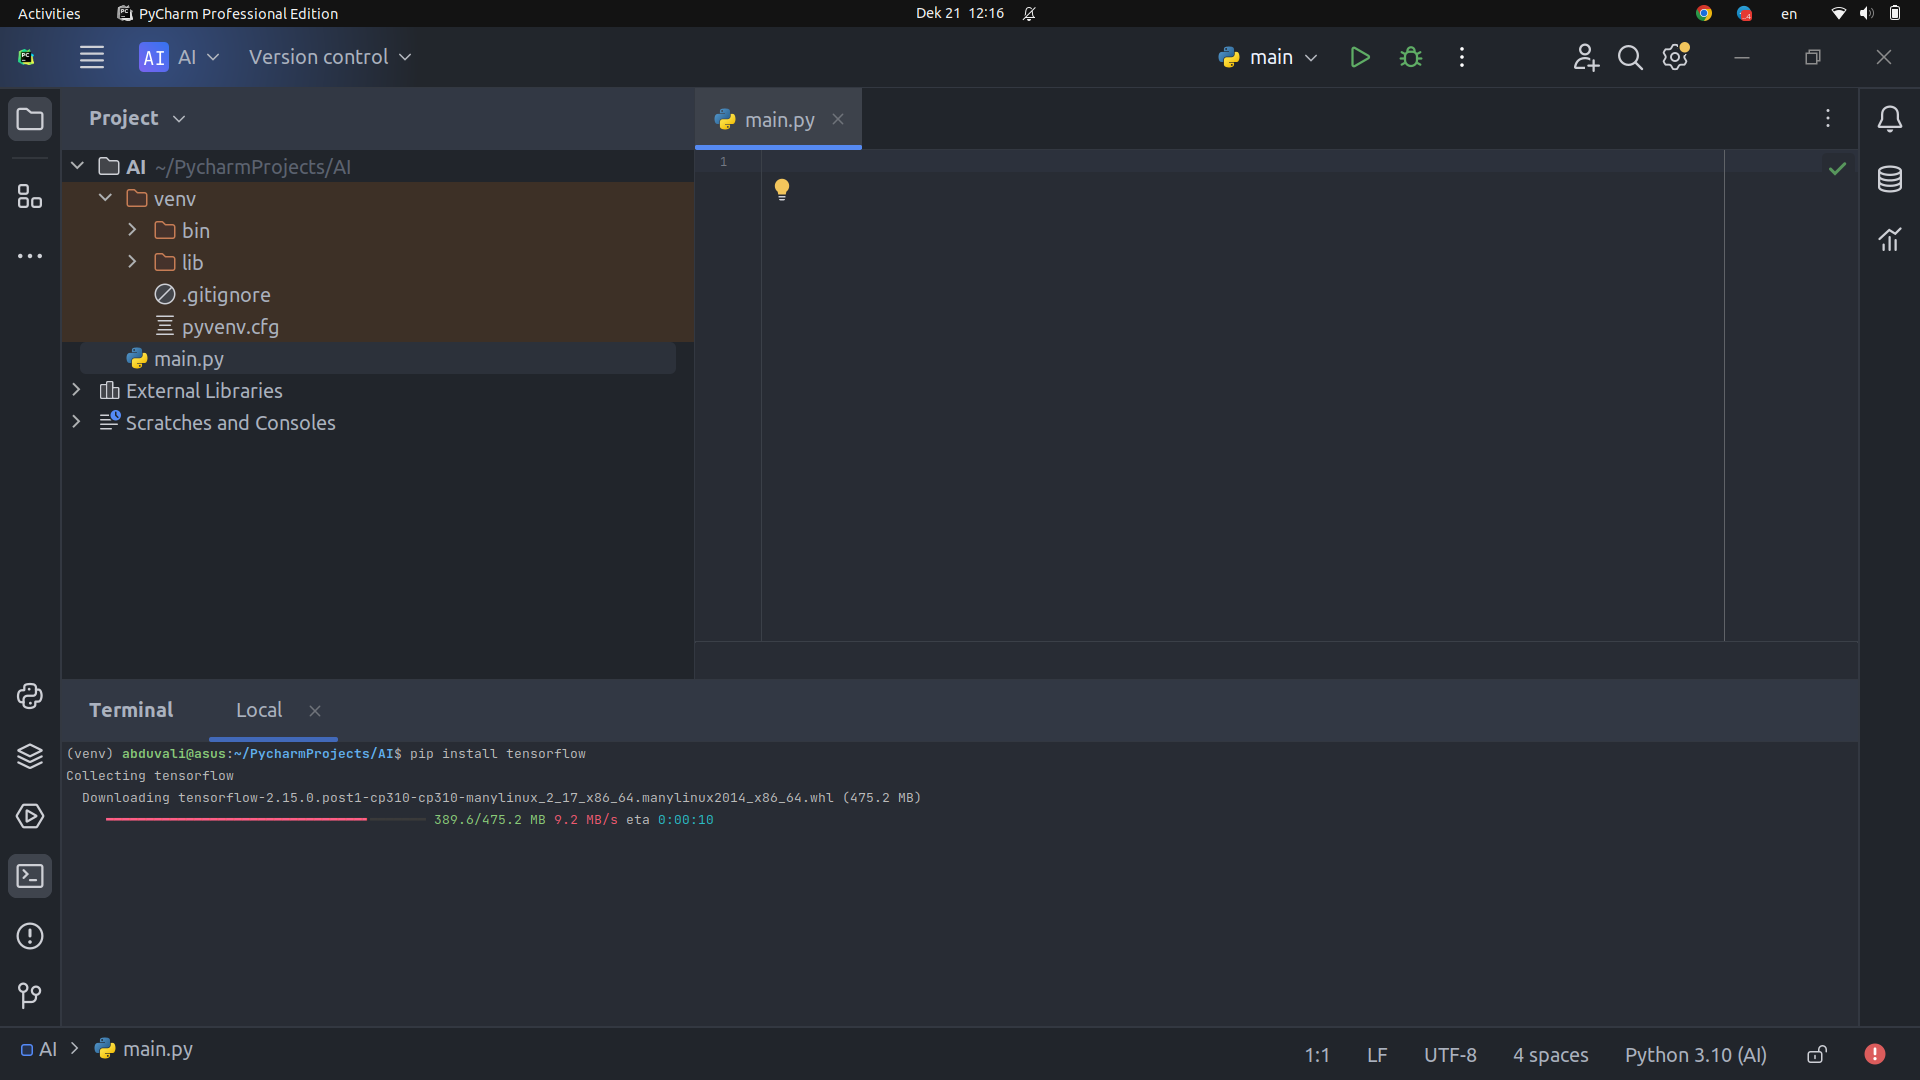 Activities
PyCharm Professional Edition
Dek 21 12:16
en
AI AI
Version control
main
Project
main.py
AI ~/PycharmProjects/AI
venv
bin
lib
.gitignore
pyvenv.cfg
main.py
External Libraries
Scratches and Consoles
1
Terminal
Local
(venv) abduvali@asus:~/PycharmProjects/AI$ pip install tensorflow
Collecting tensorflow
Downloading tensorflow-2.15.0.post1-cp310-cp310-manylinux_2_17_x86_64.manylinux2014_x86_64.whl (475.2 MB)
389.6/475.2 MB 9.2 MB/s eta 0:00:10
AI
main.py
1:1
LF
UTF-8
4 spaces
Python 3.10 (AI)